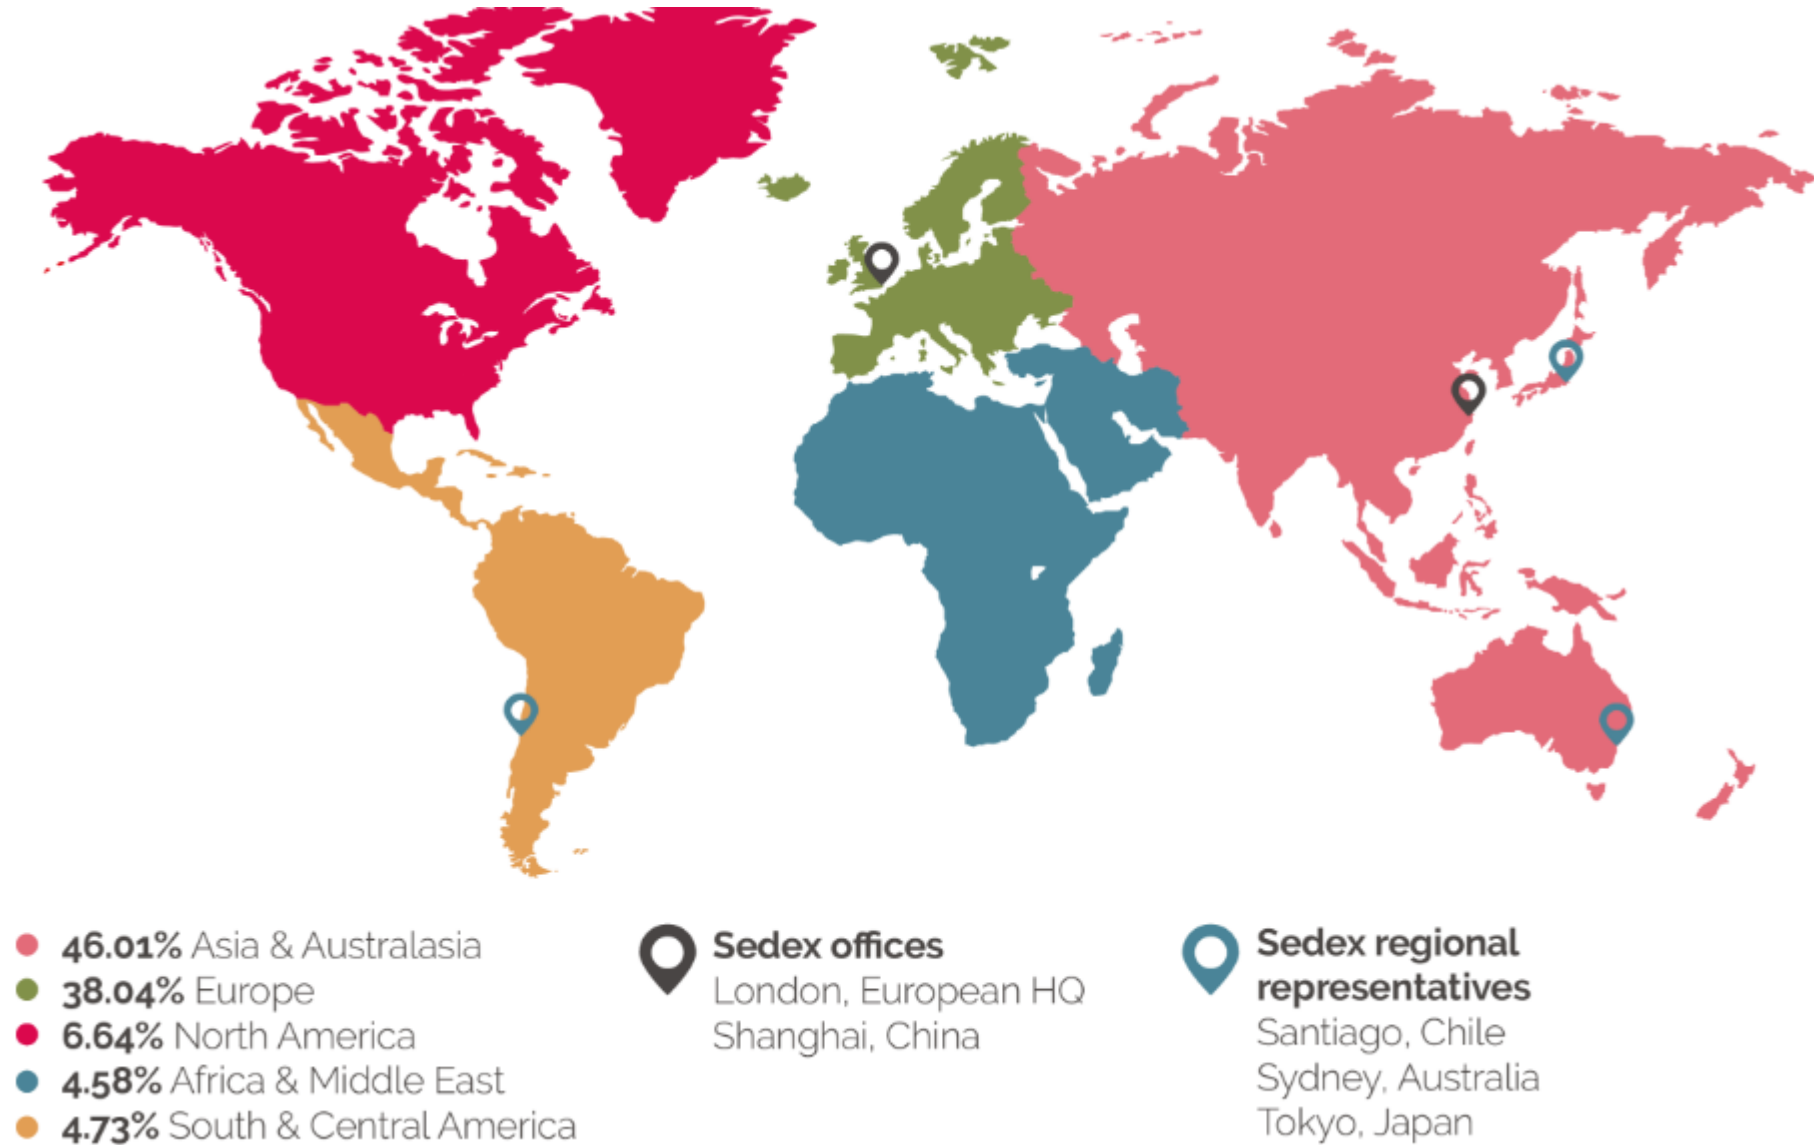 46.01% Asia & Australasia
38.04% Europe
6.64% North America
4.58% Africa & Middle East
4.73% South & Central America
Sedex offices
London, European HQ
Shanghai, China
Sedex regional
representatives
Santiago, Chile
Sydney, Australia
Tokyo, Japan